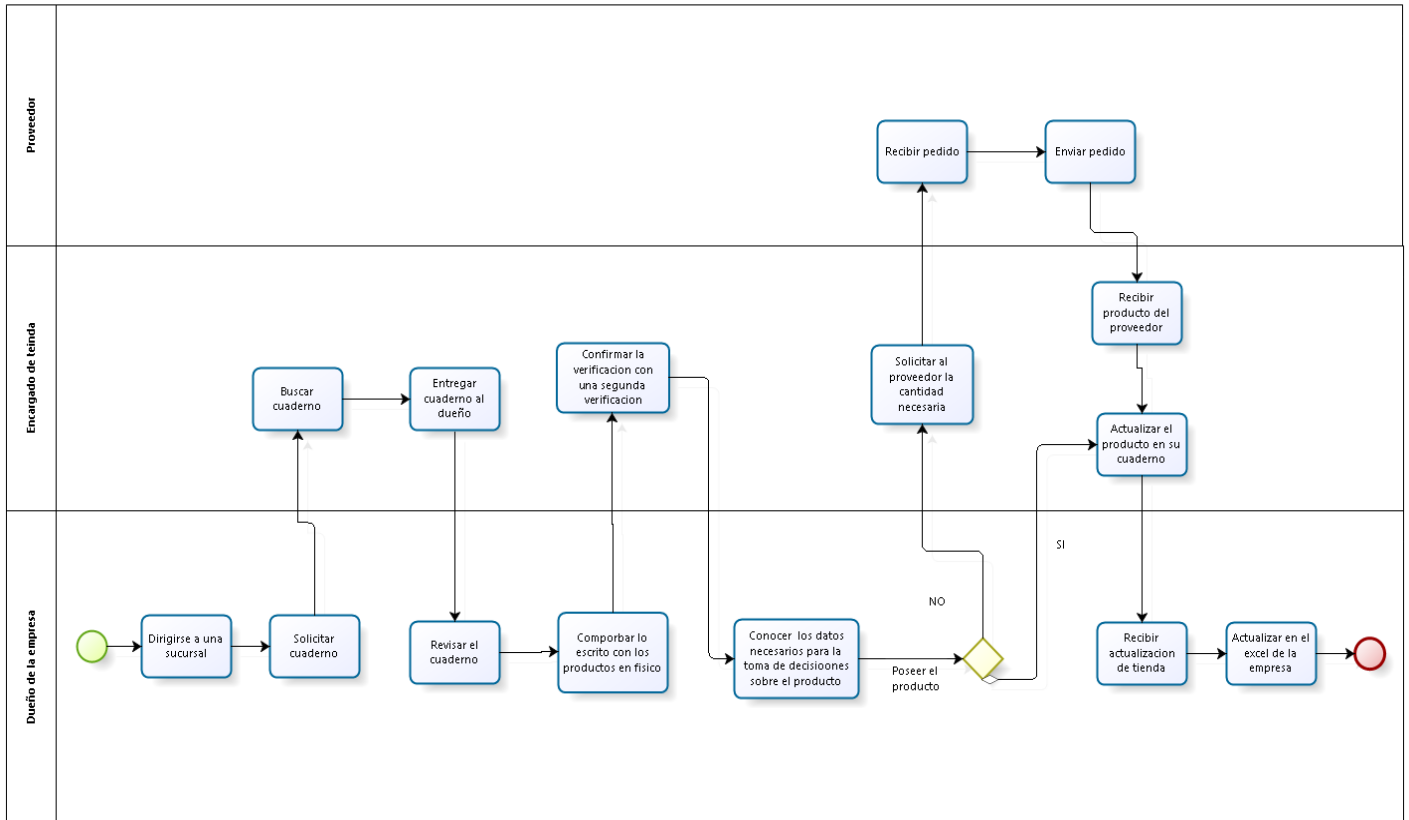 Proveedor
Recibir pedido
Enviar pedido
Encargado de teinda
Recibir
producto del
proveedor
Confirmar la
verificacion con
una segunda
verificacion
Solicitar al
proveedor la
cantidad
necesaria
Buscar
cuaderno
Entregar
cuaderno al
dueño
Actualizar el
producto en su
cuaderno
Dueño de la empresa
SI
NO
Dirigirse a una
sucursal
Solicitar
cuaderno
Revisar el
cuaderno
Comporbar lo
escrito con los
productos en fisico
Conocer los datos
necesarios para la
toma de decisioones
sobre el producto
Poseer el
producto
Recibir
actualizacion
de tienda
Actualizar en el
excel de la
empresa